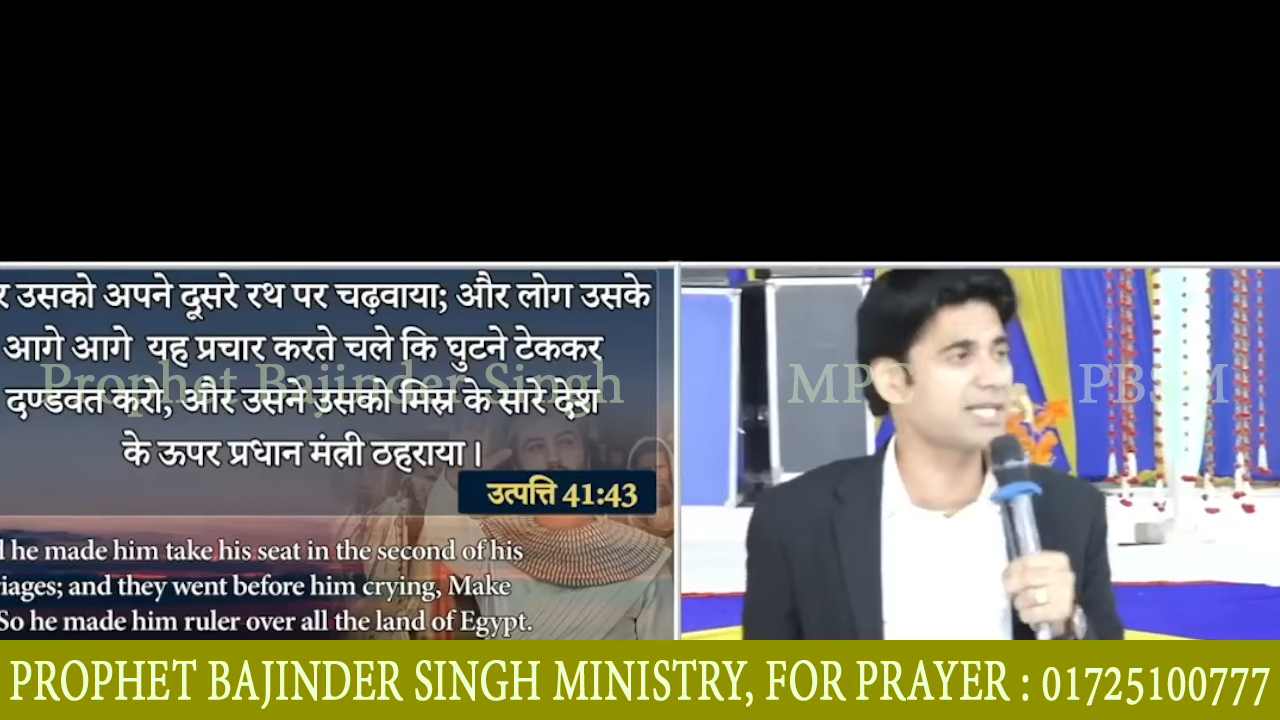 उसको अपने दूसरे रथ पर चढ़वाया; और लोग उसके
आगे आगे यह प्रचार करते चले कि घुटने टेककर
दण्डवत करो, और उसने उसको मिस्र के सारे देश
के ऊपर प्रधान मंत्री ठहराया।
उत्पत्ति 41:43
he made him take his seat in the second of his
and they went before him crying, Make
So he made him ruler over all the land of Egypt.
Prophet Bajinder Singh MPC PBSM
PROPHET BAJINDER SINGH MINISTRY, FOR PRAYER : 01725100777